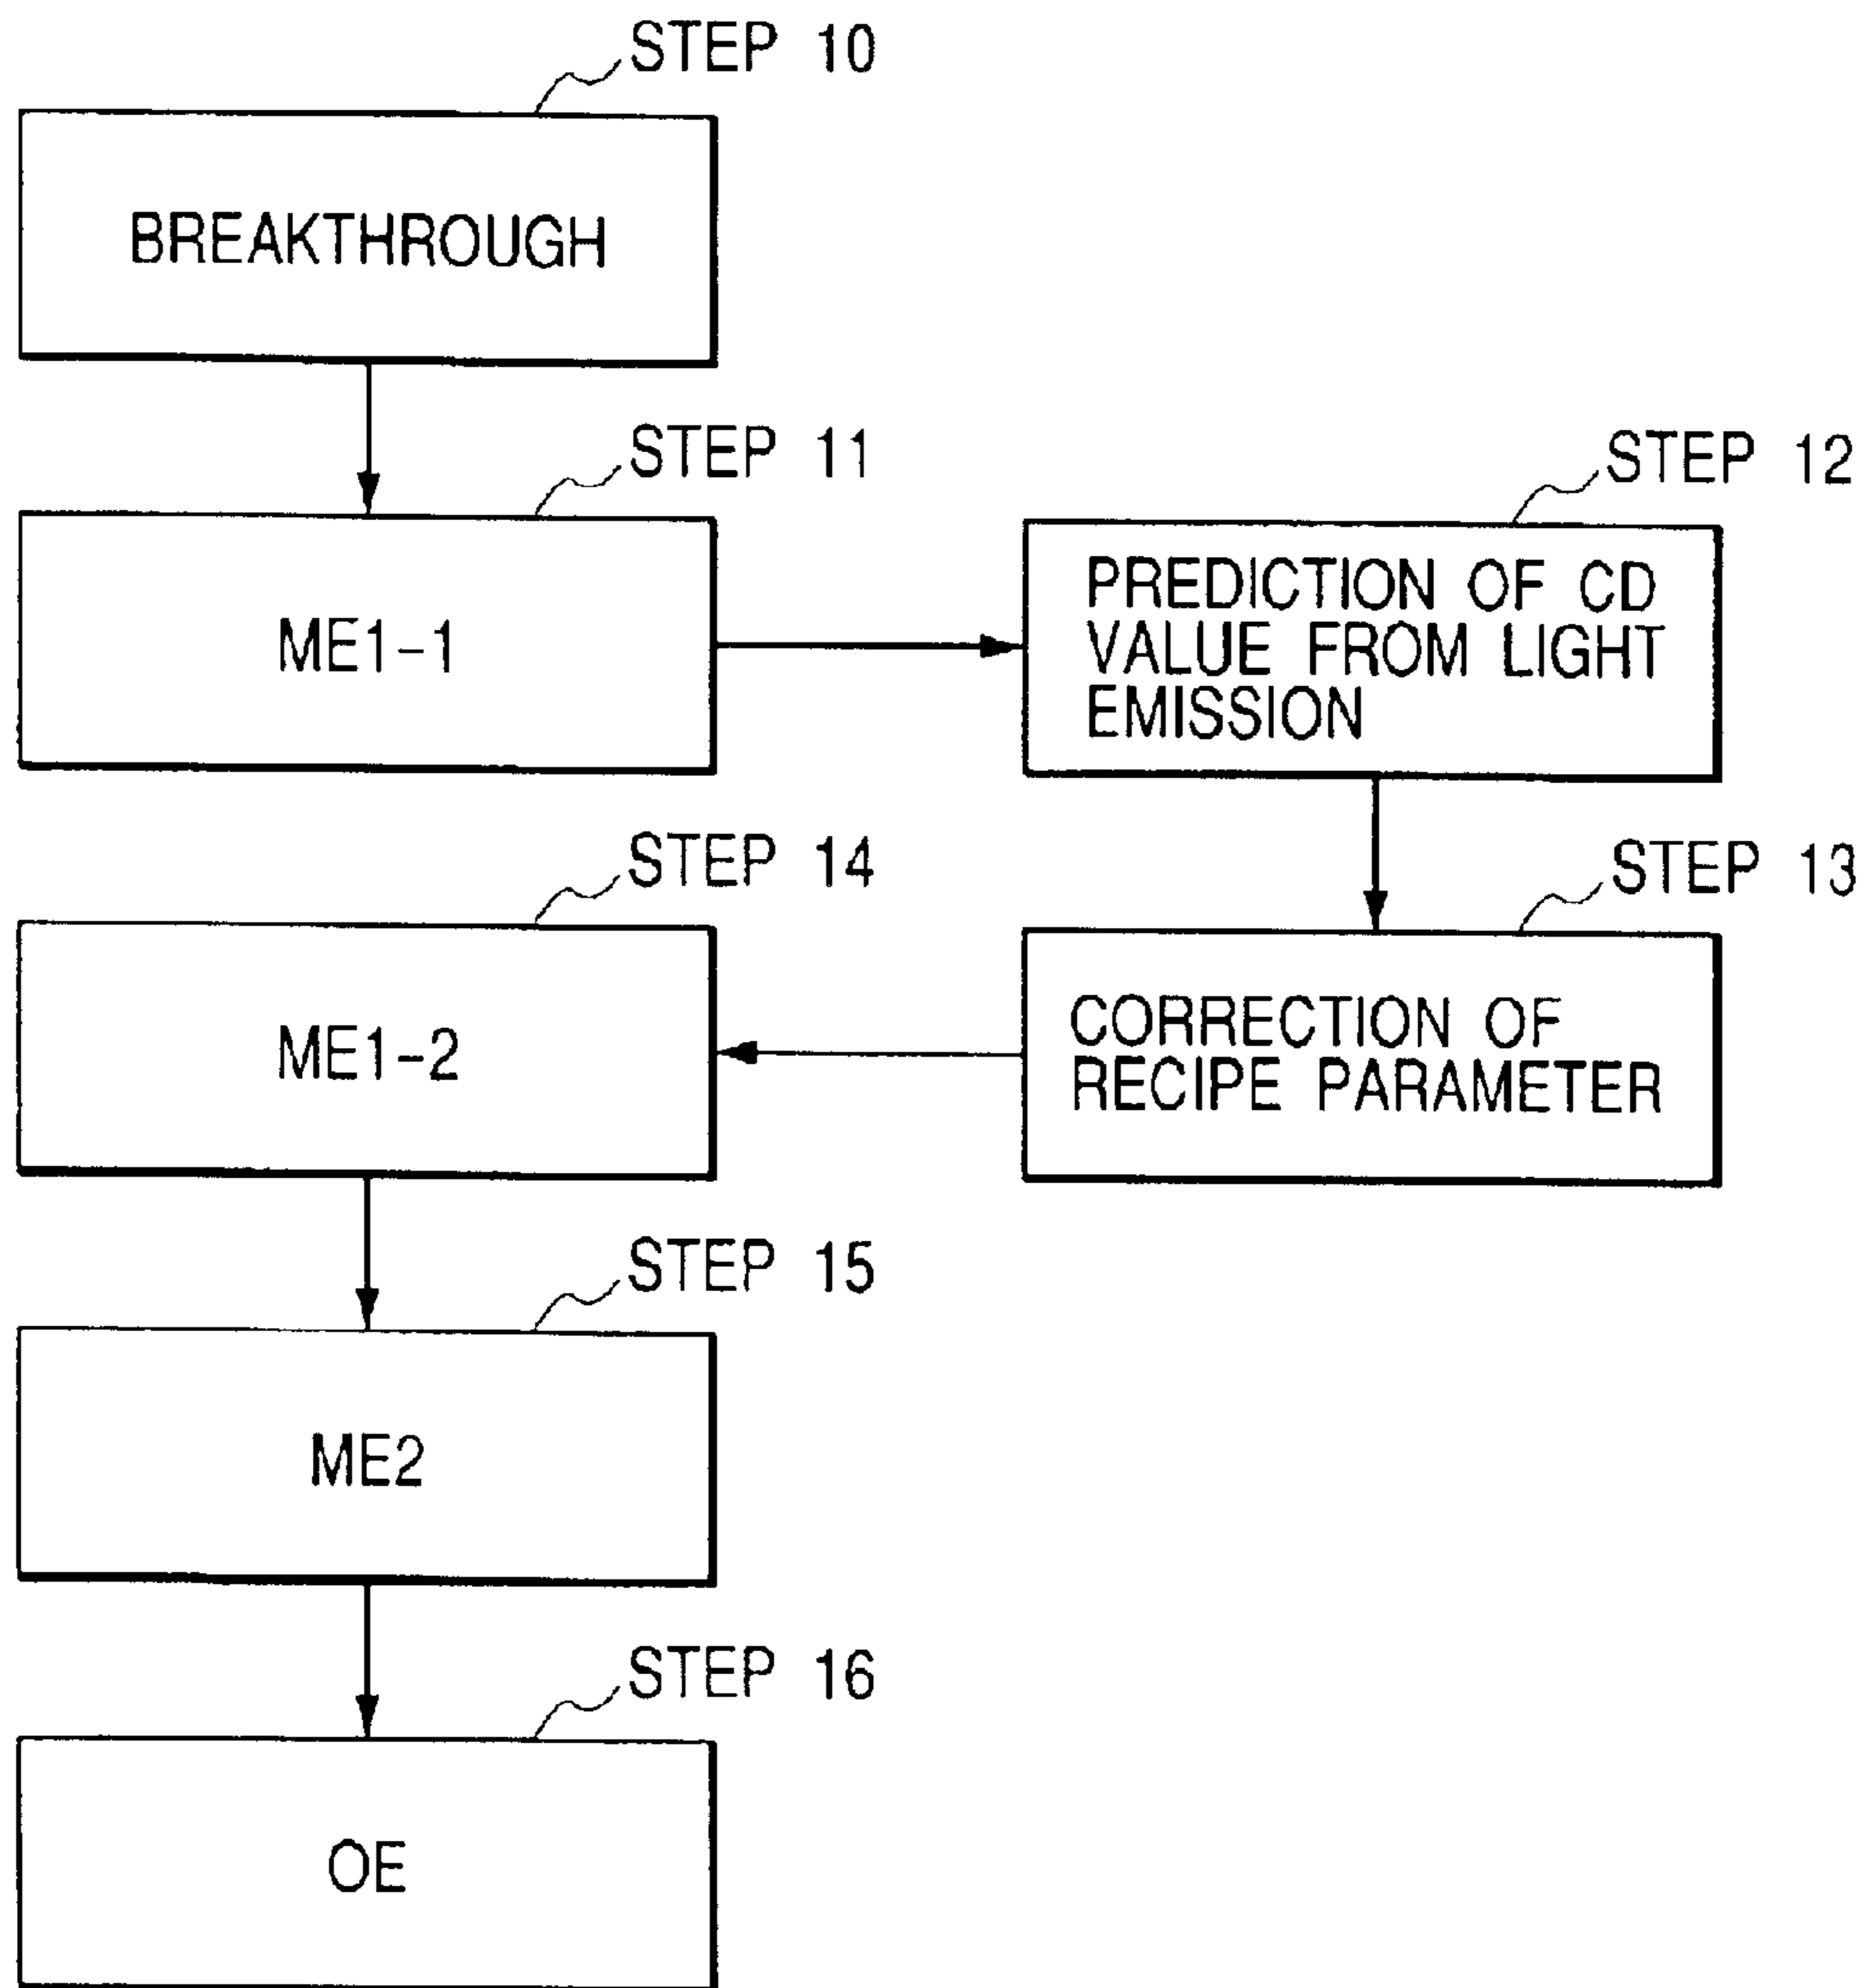 STEP 10
BREAKTHROUGH
STEP 11
ME1-1
STEP 12
PREDICTION OF CD
VALUE FROM LIGHT
EMISSION
STEP 13
CORRECTION OF
RECIPE PARAMETER
STEP 14
ME1-2
STEP 15
ME2
STEP 16
OE